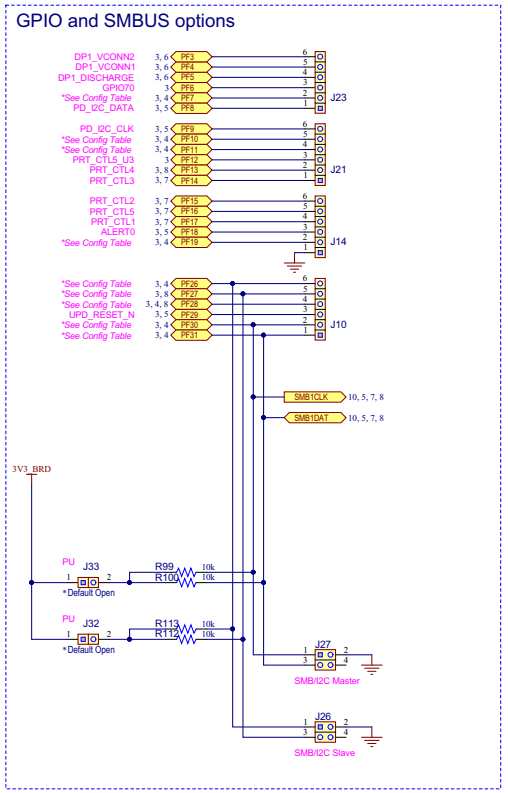 GPIO and SMBUS options
DP1_VCONN2 3, 6 PF3 6
DP1_VCONN1 3, 6 PF4 5
DP1_DISCHARGE 3, 6 PF5 4
GPIO70 3 PF6 3
*See Config Table 3, 4 PF7 2 J23
PD_I2C_DATA 3, 5 PF8 1
PD_I2C_CLK 3, 5 PF9 6
*See Config Table 3, 4 PF10 5
*See Config Table 3, 4 PF11 4
PRT_CTL5_U3 3 PF12 3
PRT_CTL4 3, 8 PF13 2 J21
PRT_CTL3 3, 7 PF14 1
PRT_CTL2 3, 7 PF15 6
PRT_CTL5 3, 7 PF16 5
PRT_CTL1 3, 7 PF17 4
ALERT0 3, 5 PF18 3
*See Config Table 3, 4 PF19 2 J14
1
*See Config Table 3, 4 PF26 6
*See Config Table 3, 8 PF27 5
*See Config Table 3, 4, 8 PF28 4
UPD_RESET_N 3, 5 PF29 3
*See Config Table 3, 4 PF30 2 J10
*See Config Table 3, 4 PF31 1
SMB1CLK 10, 5, 7, 8
SMB1DAT 10, 5, 7, 8
3V3_BRD
PU
J33 R99 10k
1 2 R100 10k
*Default Open
PU
J32 R113 10k
1 2 R112 10k
*Default Open
J27
1 2
3 4
SMB/I2C Master
J26
1 2
3 4
SMB/I2C Slave